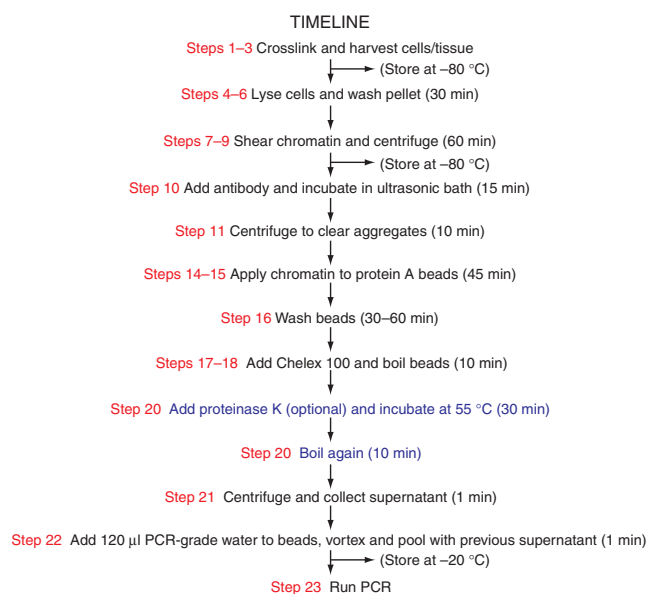 TIMELINE
Steps 1–3 Crosslink and harvest cells/tissue
(Store at –80 °C)
Steps 4–6 Lyse cells and wash pellet (30 min)
Steps 7–9 Shear chromatin and centrifuge (60 min)
(Store at –80 °C)
Step 10 Add antibody and incubate in ultrasonic bath (15 min)
Step 11 Centrifuge to clear aggregates (10 min)
Steps 14–15 Apply chromatin to protein A beads (45 min)
Step 16 Wash beads (30–60 min)
Steps 17–18 Add Chelex 100 and boil beads (10 min)
Step 20 Add proteinase K (optional) and incubate at 55 °C (30 min)
Step 20 Boil again (10 min)
Step 21 Centrifuge and collect supernatant (1 min)
Step 22 Add 120 μl PCR-grade water to beads, vortex and pool with previous supernatant (1 min)
(Store at –20 °C)
Step 23 Run PCR